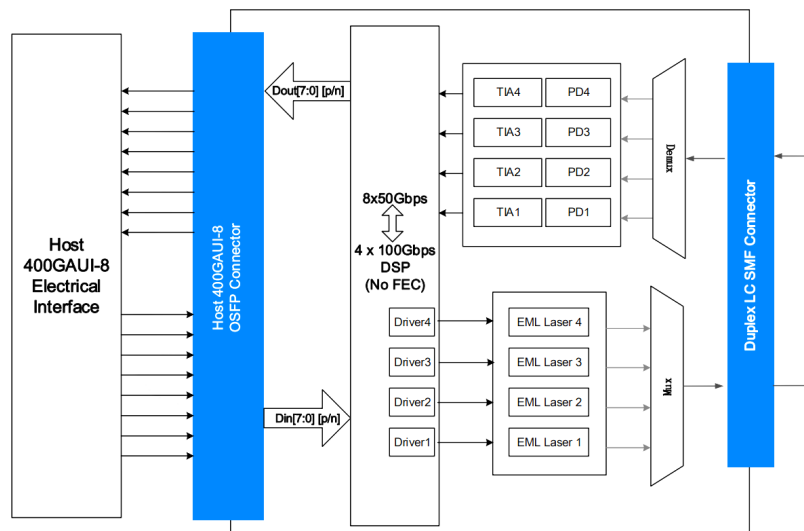 Host
400GAUI-8
Electrical
Interface
Host 400GAUI-8
OSFP Connector
Dout[7:0] [p/n]
Din[7:0] [p/n]
8x50Gbps
4 x 100Gbps
DSP
(No FEC)
Driver4
Driver3
Driver2
Driver1
TIA4
PD4
TIA3
PD3
TIA2
PD2
TIA1
PD1
EML Laser 4
EML Laser 3
EML Laser 2
EML Laser 1
Demux
Mux
Duplex LC SMF Connector